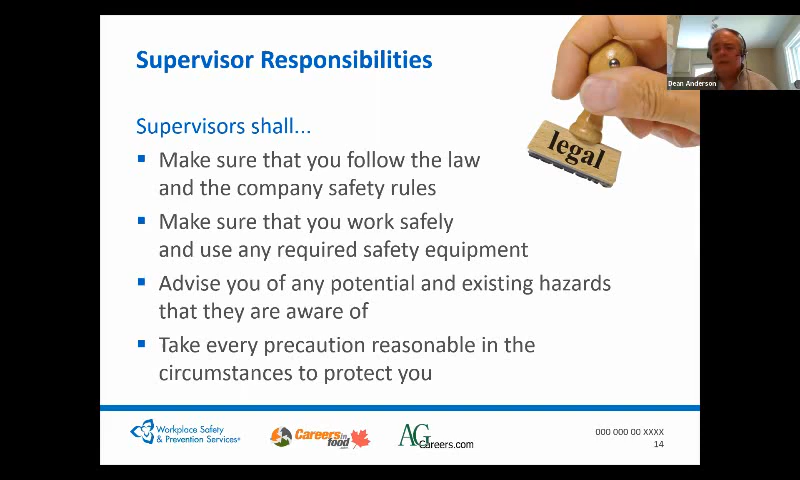 Supervisor Responsibilities
legal
Dean Anderson
Supervisors shall...
Make sure that you follow the law
and the company safety rules
Make sure that you work safely
and use any required safety equipment
Advise you of any potential and existing hazards
that they are aware of
Take every precaution reasonable in the
circumstances to protect you
Workplace Safety
& Prevention Services
Careers in
food
.com
AG
Careers.com
000 000 00 XXXX
14